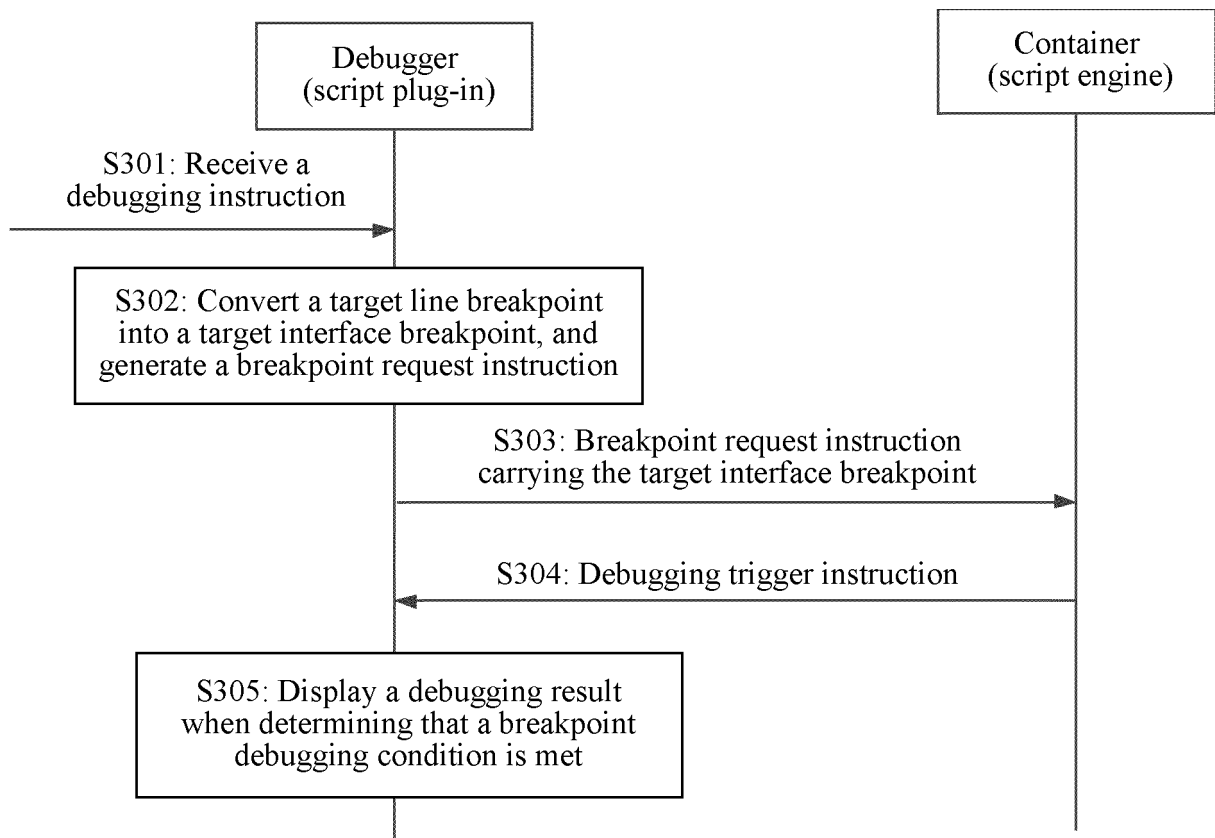 Debugger
(script plug-in)
Container
(script engine)
S301: Receive a
debugging instruction
S302: Convert a target line breakpoint
into a target interface breakpoint, and
generate a breakpoint request instruction
S303: Breakpoint request instruction
carrying the target interface breakpoint
S304: Debugging trigger instruction
S305: Display a debugging result
when determining that a breakpoint
debugging condition is met